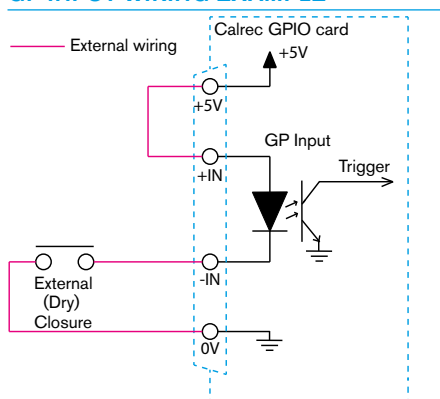 External wiring
Calrec GPIO card
+5V
+5V
+IN
GP Input
Trigger
-IN
External
(Dry)
Closure
0V